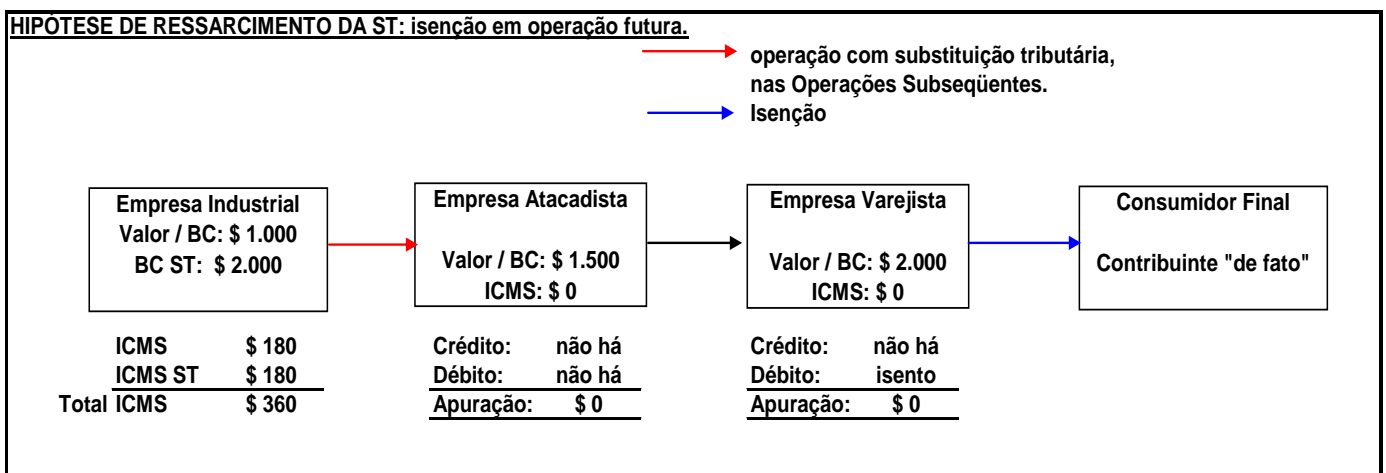 HIPÓTESE DE RESSARCIMENTO DA ST: isenção em operação futura.
operação com substituição tributária,
nas Operações Subseqüentes.
Isenção
Empresa Industrial
Valor / BC: $ 1.000
BC ST: $ 2.000
Empresa Atacadista
Valor / BC: $ 1.500
ICMS: $ 0
Empresa Varejista
Valor / BC: $ 2.000
ICMS: $ 0
Consumidor Final
Contribuinte "de fato"
ICMS $ 180
ICMS ST $ 180
Total ICMS $ 360
Crédito: não há
Débito: não há
Apuração: $ 0
Crédito: não há
Débito: isento
Apuração: $ 0